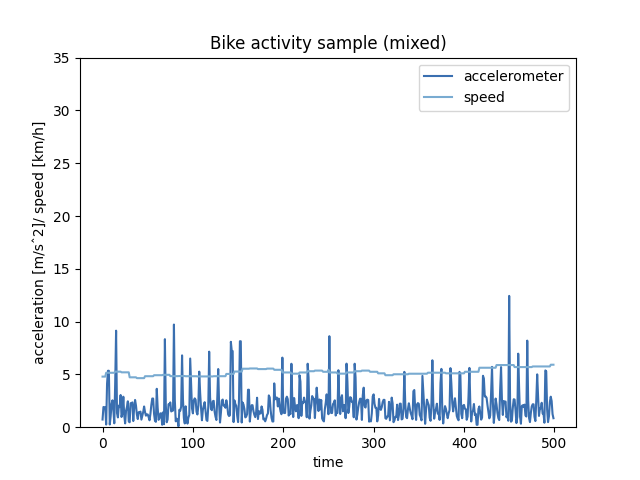 Bike activity sample (mixed)
accelerometer
speed
acceleration [m/sˆ2]/ speed [km/h]
35
30
25
20
15
10
5
0
0 100 200 300 400 500
time